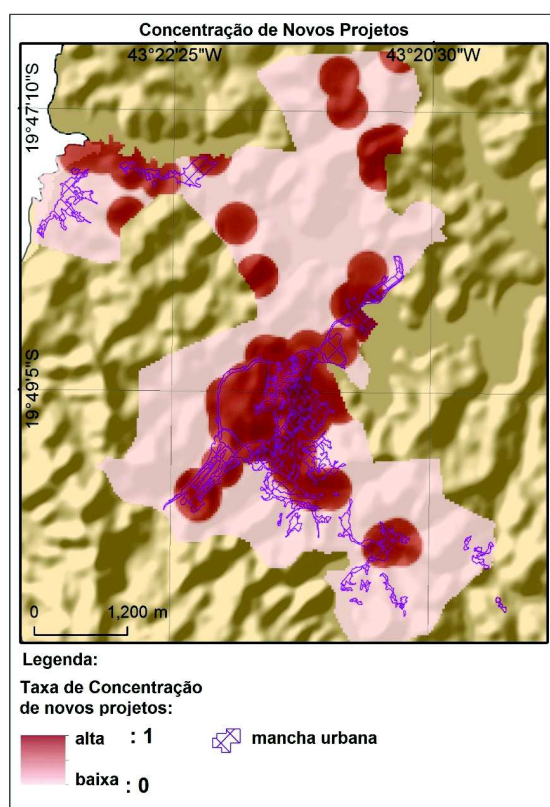 Concentração de Novos Projetos
43°22'25"W
43°20'30"W
19°47'10"S
19°49'5"S
0
1,200 m
Legenda:
Taxa de Concentração
de novos projetos:
alta : 1
baixa : 0
mancha urbana